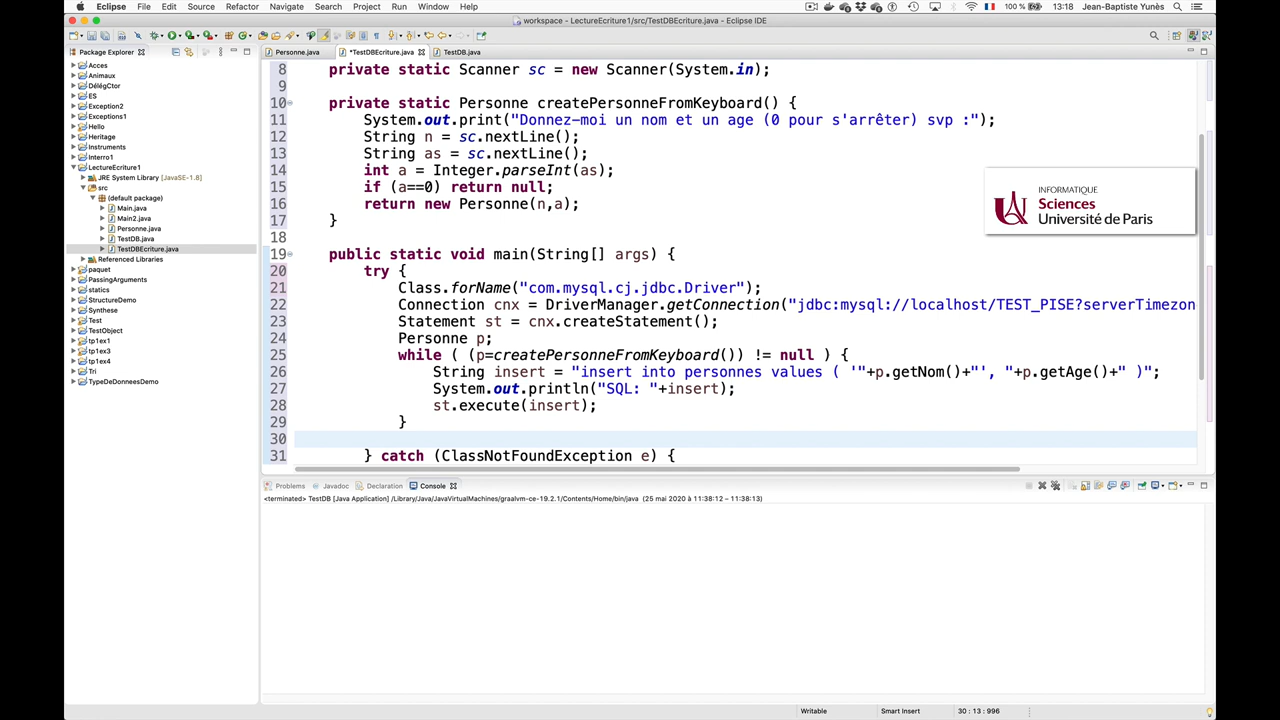 Eclipse File Edit Source Refactor Navigate Search Project Run Window Help 100 % 13:18 Jean-Baptiste Yunès
workspace - LectureEcriture1/src/TestDBEcriture.java - Eclipse IDE
Package Explorer
Acces
Animaux
DélégCtor
ES
Exception2
Exceptions1
Hello
Heritage
Instruments
Interro1
LectureEcriture1
JRE System Library [JavaSE-1.8]
src
(default package)
Main.java
Main2.java
Personne.java
TestDB.java
TestDBEcriture.java
Referenced Libraries
paquet
PassingArguments
statics
StructureDemo
Synthese
Test
TestObject
tp1ex1
tp1ex3
tp1ex4
Tri
TypeDeDonneesDemo
Personne.java *TestDBEcriture.java TestDB.java
8 private static Scanner sc = new Scanner(System.in);
9
10 private static Personne createPersonneFromKeyboard() {
11 System.out.print("Donnez-moi un nom et un age (0 pour s'arrêter) svp :");
12 String n = sc.nextLine();
13 String as = sc.nextLine();
14 int a = Integer.parseInt(as);
15 if (a==0) return null;
16 return new Personne(n,a);
17 }
18
19 public static void main(String[] args) {
20 try {
21 Class.forName("com.mysql.cj.jdbc.Driver");
22 Connection cnx = DriverManager.getConnection("jdbc:mysql://localhost/TEST_PISE?serverTimezon
23 Statement st = cnx.createStatement();
24 Personne p;
25 while ( (p=createPersonneFromKeyboard()) != null ) {
26 String insert = "insert into personnes values ( '"+p.getNom()+"', "+p.getAge()+" )";
27 System.out.println("SQL: "+insert);
28 st.execute(insert);
29 }
30
31 } catch (ClassNotFoundException e) {
INFORMATIQUE
Sciences
Université de Paris
Problems Javadoc Declaration Console
<terminated> TestDB [Java Application] /Library/Java/JavaVirtualMachines/graalvm-ce-19.2.1/Contents/Home/bin/java (25 mai 2020 à 11:38:12 – 11:38:13)
Writable Smart Insert 30 : 13 : 996